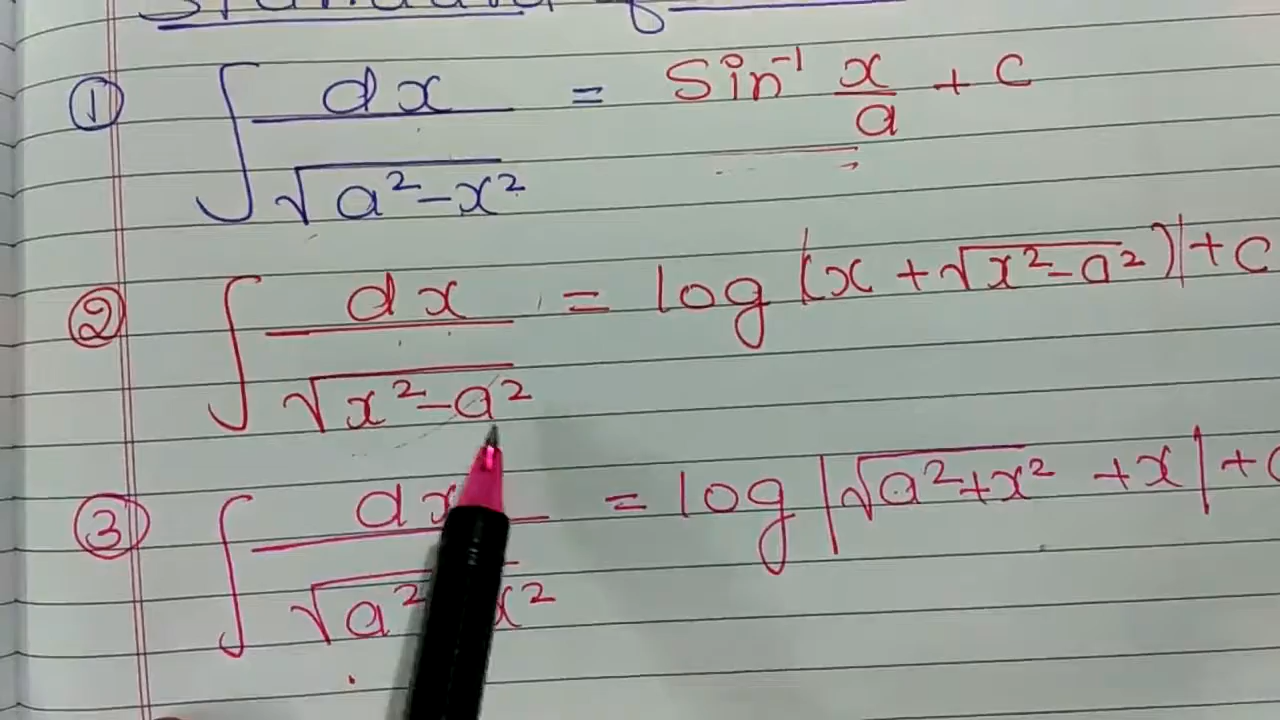 Standard
① ∫ dx / √(a²-x²) = Sin⁻¹ x/a + C
② ∫ dx / √(x²-a²) = log |(x + √(x²-a²))| + C
③ ∫ dx / √(a² x²) = log |√(a²+x²) + x| + C